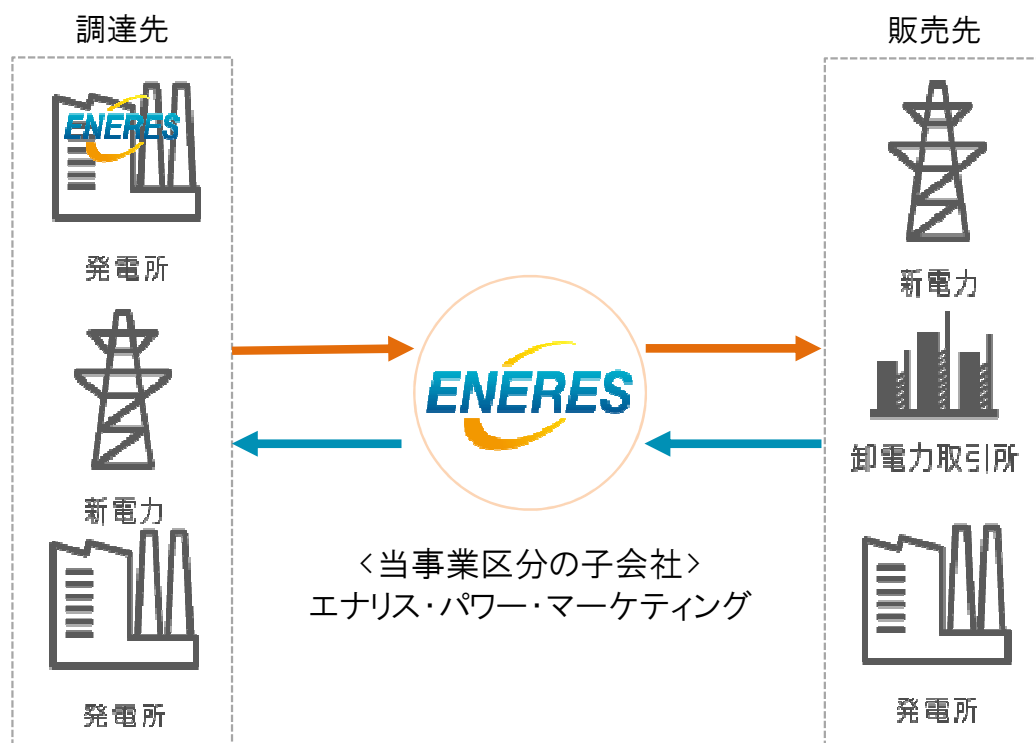 調達先
ENERES
発電所
新電力
発電所
ENERES
<当事業区分の子会社>
エナリス・パワー・マーケティング
販売先
新電力
卸電力取引所
発電所